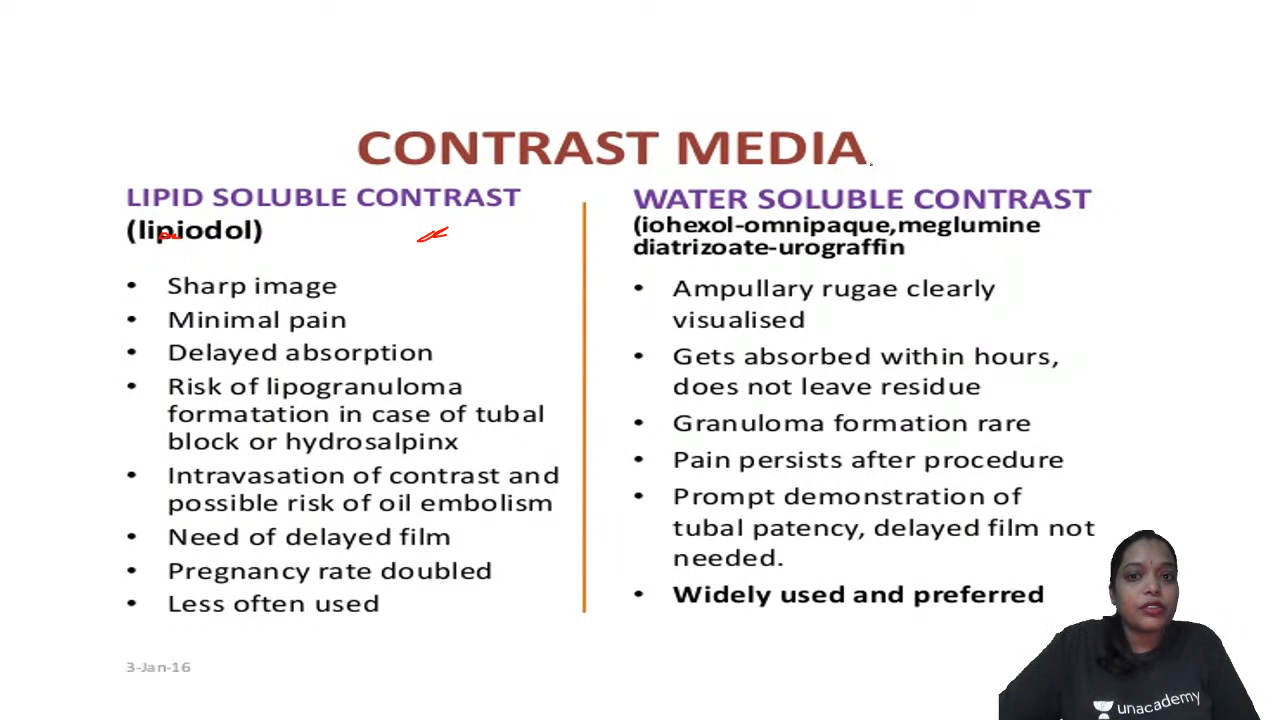 CONTRAST MEDIA.
LIPID SOLUBLE CONTRAST
(lipiodol)
• Sharp image
• Minimal pain
• Delayed absorption
• Risk of lipogranuloma
formatation in case of tubal
block or hydrosalpinx
• Intravasation of contrast and
possible risk of oil embolism
• Need of delayed film
• Pregnancy rate doubled
• Less often used
WATER SOLUBLE CONTRAST
(iohexol-omnipaque,meglumine
diatrizoate-urograffin
• Ampullary rugae clearly
visualised
• Gets absorbed within hours,
does not leave residue
• Granuloma formation rare
• Pain persists after procedure
• Prompt demonstration of
tubal patency, delayed film not
needed.
• Widely used and preferred
3-Jan-16
unacademy